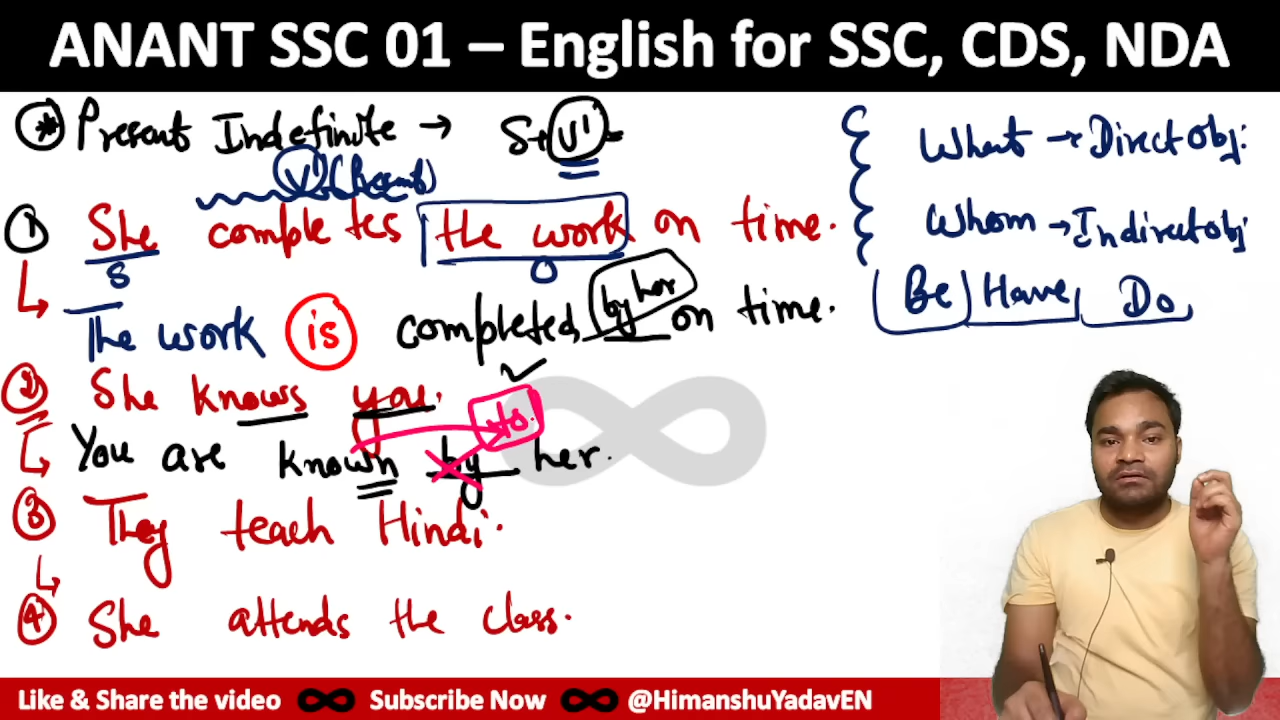 ANANT SSC 01 – English for SSC, CDS, NDA
* Present Indefinite → S+V¹=
V¹(Present)
① She completes the work on time.
S O
The work is completed by her on time.
② She knows you.
to
You are known by her.
③ They teach Hindi.
④ She attends the class.
What → Direct obj.
Whom → Indirect obj
Be Have Do
Like & Share the video Subscribe Now @HimanshuYadavEN